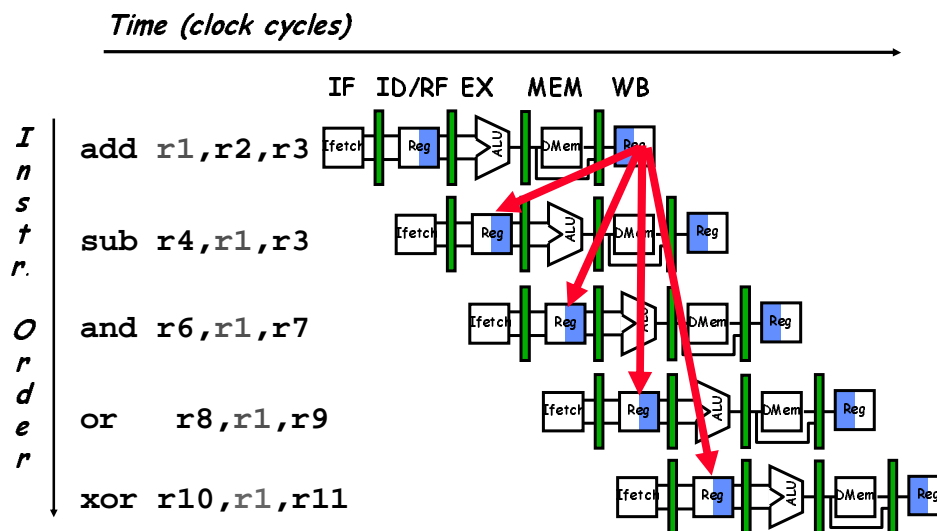 Time (clock cycles)
IF ID/RF EX MEM WB
Instr. Order
add r1,r2,r3 Ifetch Reg ALU DMem Reg
sub r4,r1,r3 Ifetch Reg ALU DMem Reg
and r6,r1,r7 Ifetch Reg ALU DMem Reg
or r8,r1,r9 Ifetch Reg ALU DMem Reg
xor r10,r1,r11 Ifetch Reg ALU DMem Reg